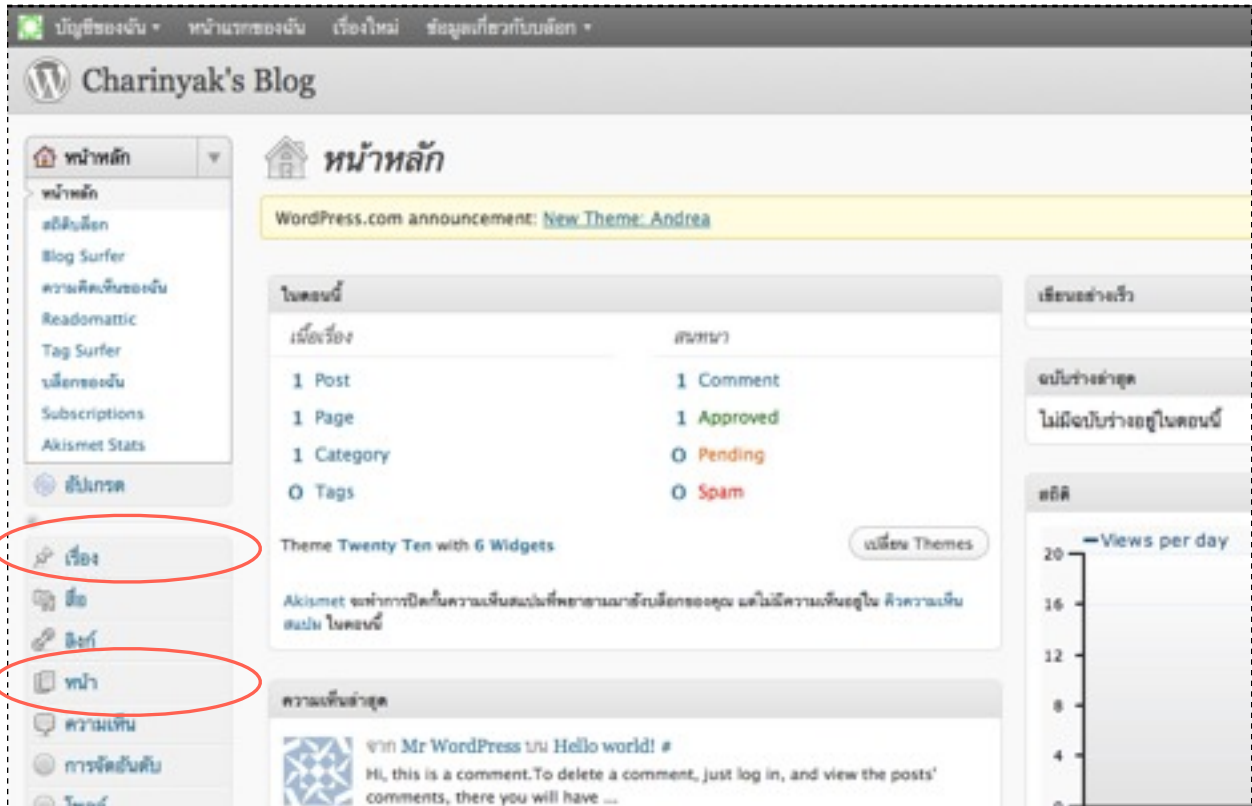 บัญชีของฉัน หน้าแรกของฉัน เรื่องใหม่ ข้อมูลเกี่ยวกับบล็อก
Charinyak's Blog
หน้าหลัก
หน้าหลัก
สถิติบล็อก
Blog Surfer
ความคิดเห็นของฉัน
Readomattic
Tag Surfer
บล็อกของฉัน
Subscriptions
Akismet Stats
อัปเกรด
เรื่อง
สื่อ
ลิงก์
หน้า
ความเห็น
การจัดอันดับ
โพลล์
หน้าหลัก
WordPress.com announcement: New Theme: Andrea
ในตอนนี้
เนื้อเรื่อง
1 Post
1 Page
1 Category
0 Tags
สนทนา
1 Comment
1 Approved
0 Pending
0 Spam
Theme Twenty Ten with 6 Widgets
เปลี่ยน Themes
Akismet จะทำการปิดกั้นความเห็นสแปมที่พยายามมายังบล็อกของคุณ แต่ไม่มีความเห็นอยู่ใน คิวความเห็น
สแปม ในตอนนี้
ความเห็นล่าสุด
จาก Mr WordPress บน Hello world! #
Hi, this is a comment.To delete a comment, just log in, and view the posts'
comments, there you will have ...
เขียนอย่างเร็ว
ฉบับร่างล่าสุด
ไม่มีฉบับร่างอยู่ในตอนนี้
สถิติ
Views per day
20
16
12
8
4
0